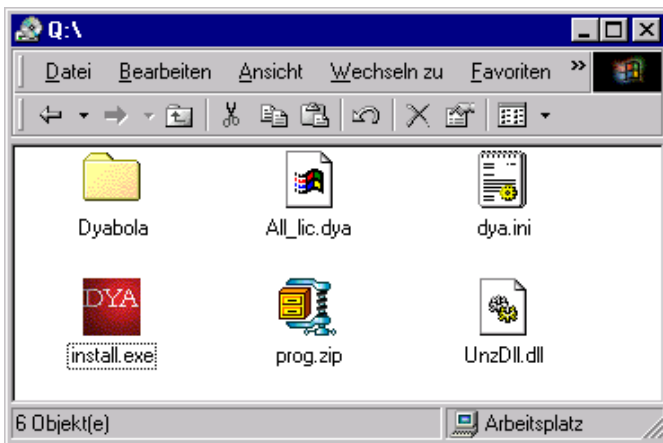 Q:\
Datei Bearbeiten Ansicht Wechseln zu Favoriten »
Dyabola All_lic.dya dya.ini
DYA
install.exe prog.zip UnzDll.dll
6 Objekt(e) Arbeitsplatz